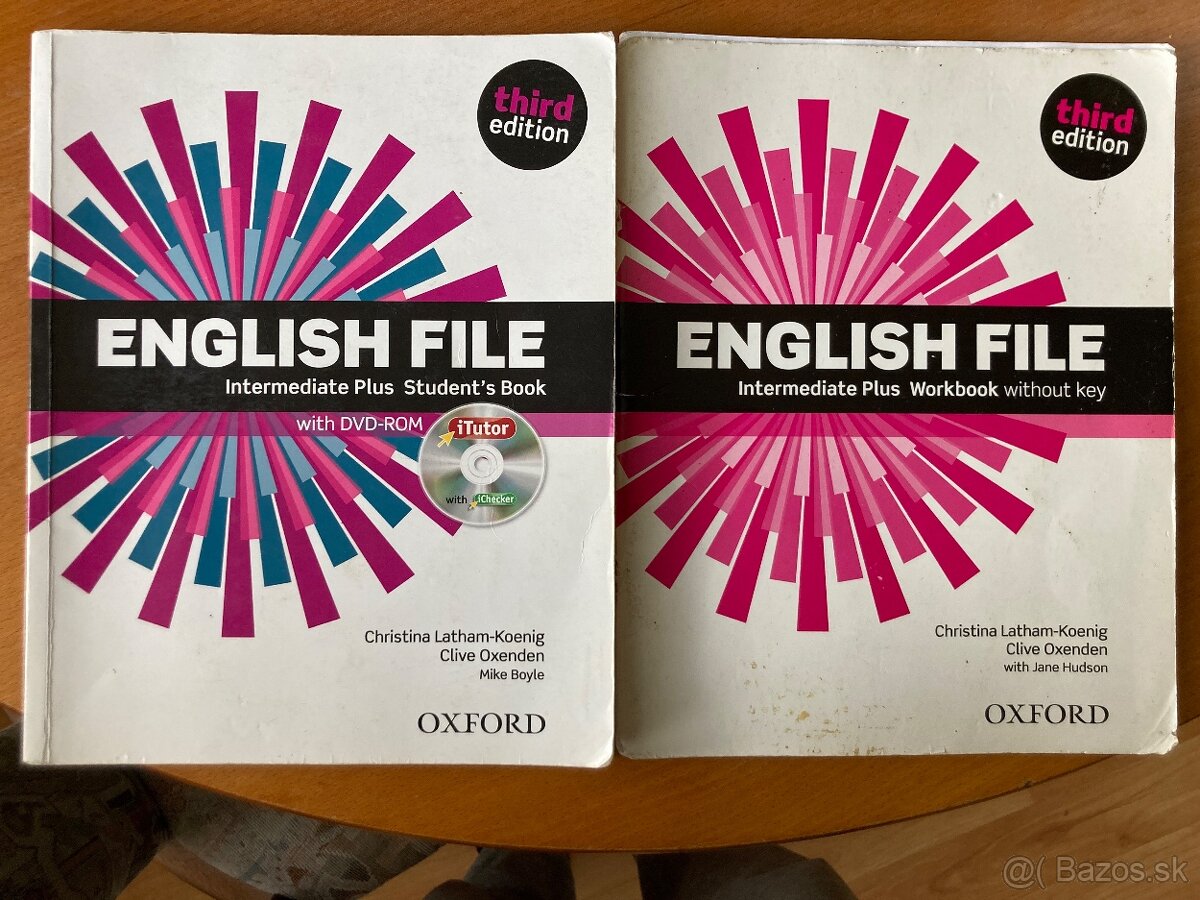 third
edition
ENGLISH FILE
Intermediate Plus Student's Book
with DVD-ROM
iTutor
with iChecker
Christina Latham-Koenig
Clive Oxenden
Mike Boyle
OXFORD
third
edition
ENGLISH FILE
Intermediate Plus Workbook without key
Christina Latham-Koenig
Clive Oxenden
with Jane Hudson
OXFORD
@( Bazos.sk